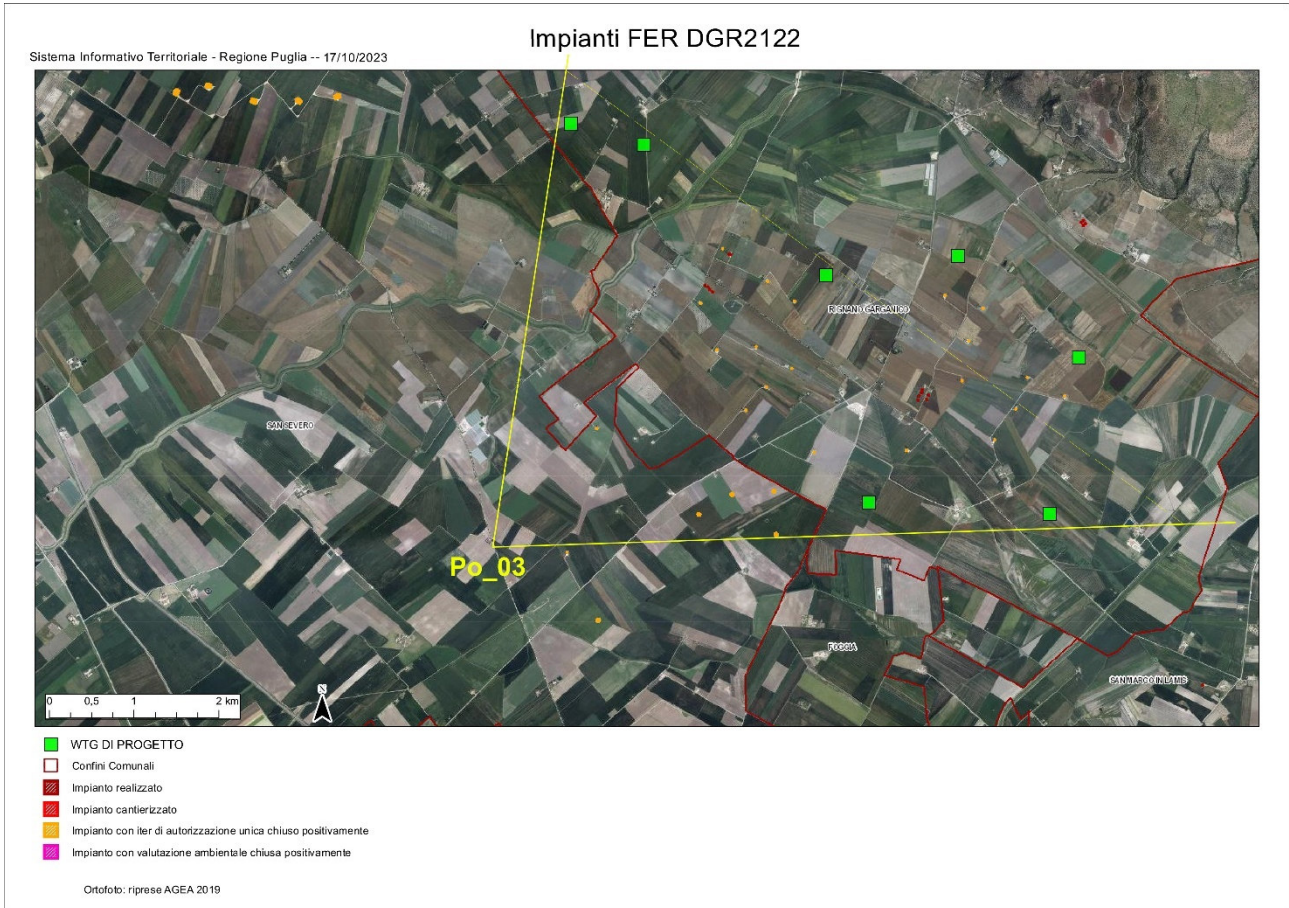 Impianti FER DGR2122
Sistema Informativo Territoriale - Regione Puglia -- 17/10/2023
RIGNANO GARGANICO
SAN SEVERO
Po_03
FOGGIA
SAN MARCO IN LAMIS
0 0,5 1 2 km
N
WTG DI PROGETTO
Confini Comunali
Impianto realizzato
Impianto cantierizzato
Impianto con iter di autorizzazione unica chiuso positivamente
Impianto con valutazione ambientale chiusa positivamente
Ortofoto: riprese AGEA 2019